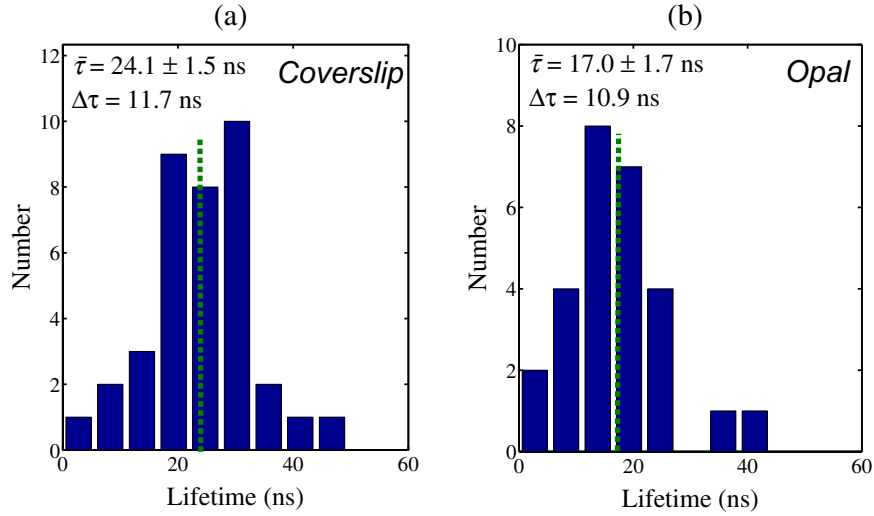 (a)
τ̄ = 24.1 ± 1.5 ns
Δτ = 11.7 ns
Coverslip
12
10
8
6
4
2
0
Number
0 20 40 60
Lifetime (ns)
(b)
τ̄ = 17.0 ± 1.7 ns
Δτ = 10.9 ns
Opal
10
8
6
4
2
0
Number
0 20 40 60
Lifetime (ns)